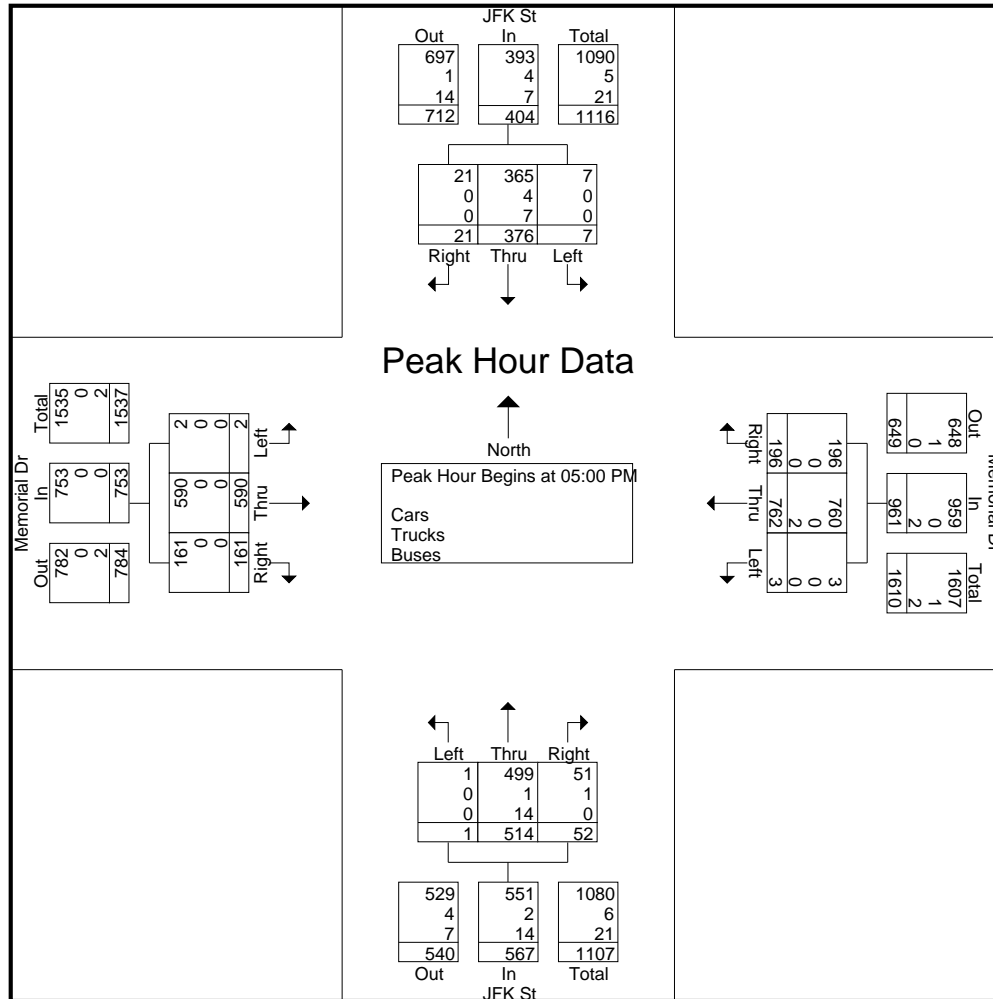 JFK St
Out In Total
697 393 1090
1 4 5
14 7 21
712 404 1116
21 365 7
0 4 0
0 7 0
21 376 7
Right Thru Left
Peak Hour Data
North
Peak Hour Begins at 05:00 PM
Cars
Trucks
Buses
Memorial Dr
Out In Total
782 753 1535
0 0 0
2 0 2
784 753 1537
Left Thru Right
2 590 161
0 0 0
0 0 0
2 590 161
Memorial Dr
Out In Total
648 959 1607
1 0 1
0 2 2
649 961 1610
196 760 3
0 0 0
0 2 0
196 762 3
Right Thru Left
Left Thru Right
1 499 51
0 1 1
0 14 0
1 514 52
529 551 1080
4 2 6
7 14 21
540 567 1107
Out In Total
JFK St